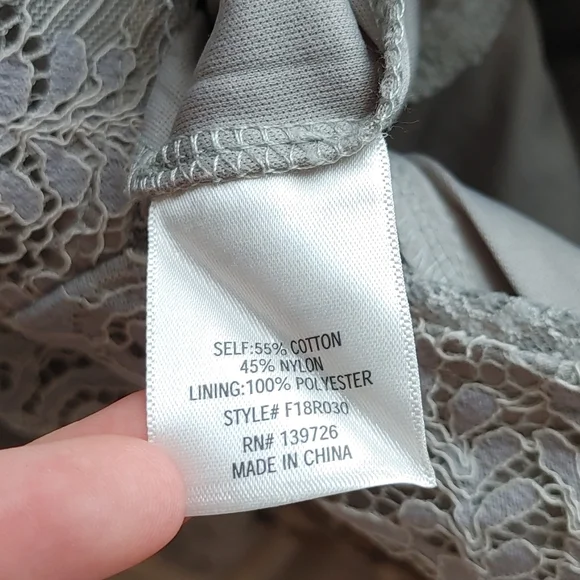 SELF:55% COTTON
45% NYLON
LINING:100% POLYESTER
STYLE# F18R030
RN# 139726
MADE IN CHINA